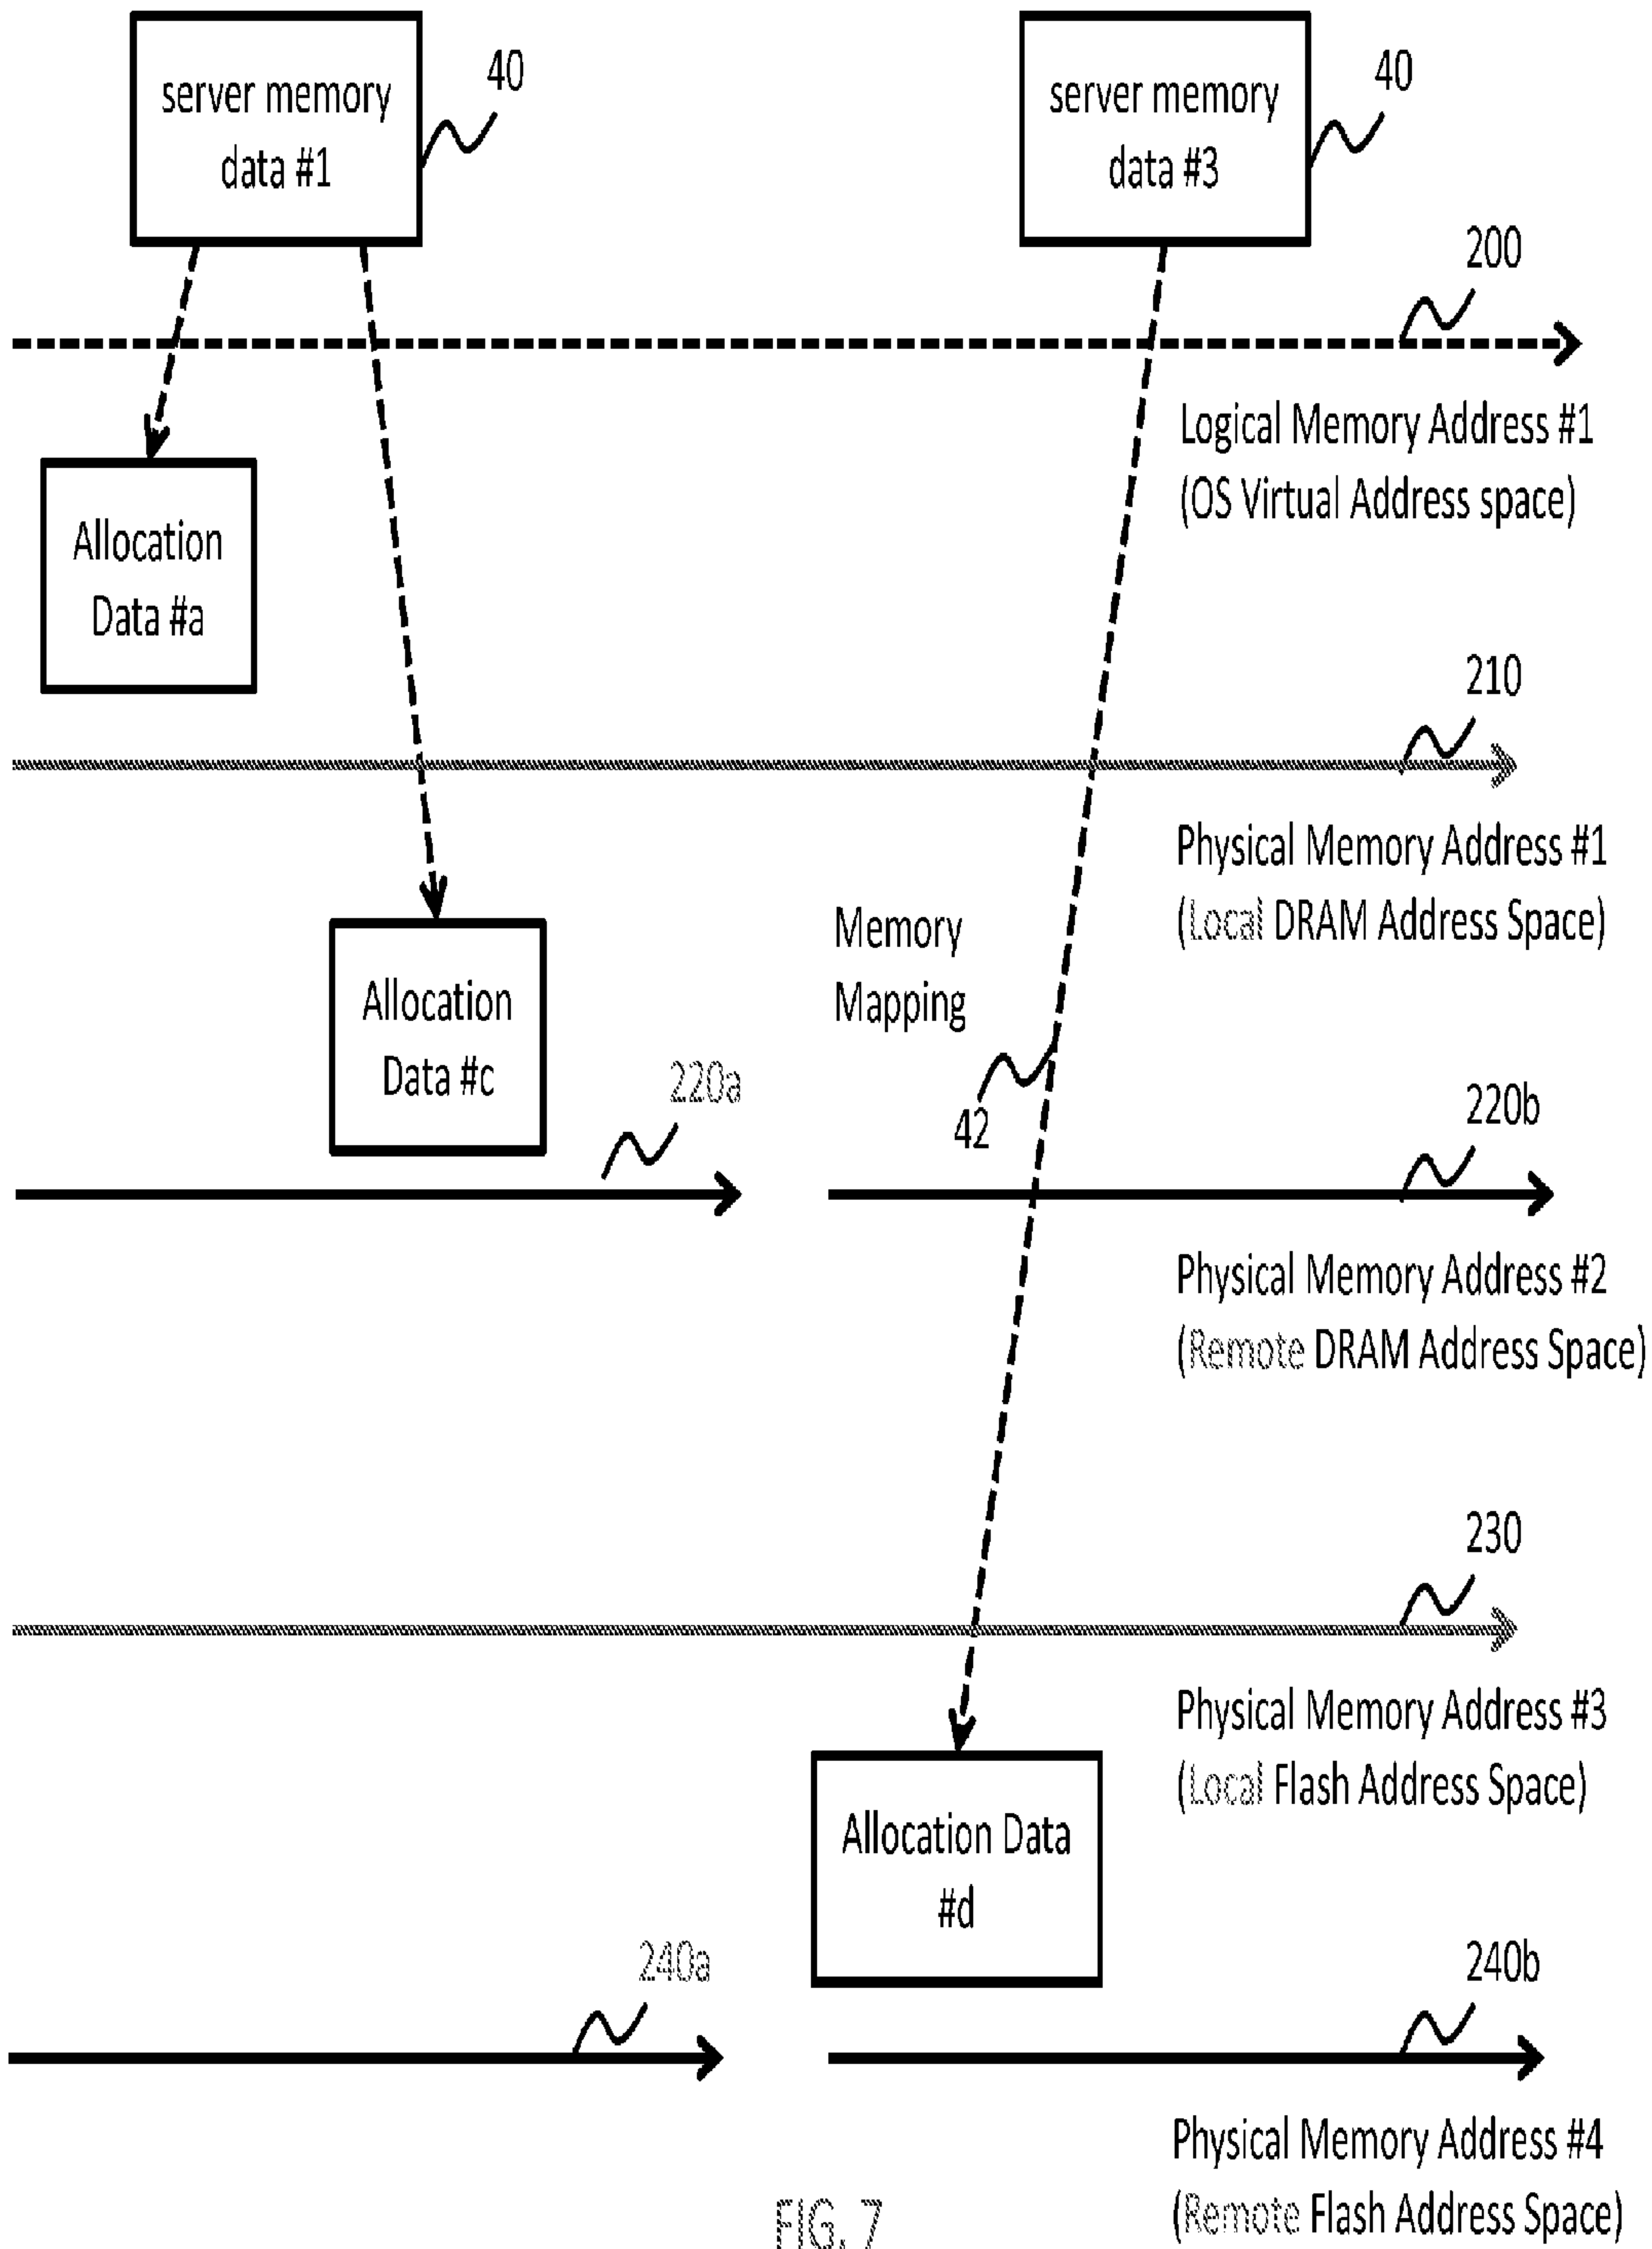 server memory
data #1
40
server memory
data #3
40
200
Logical Memory Address #1
(OS Virtual Address space)
Allocation
Data #a
210
Physical Memory Address #1
(Local DRAM Address Space)
Memory
Mapping
Allocation
Data #c
220a
42
220b
Physical Memory Address #2
(Remote DRAM Address Space)
230
Physical Memory Address #3
(Local Flash Address Space)
Allocation Data
#d
240a
240b
Physical Memory Address #4
(Remote Flash Address Space)
FIG. 7